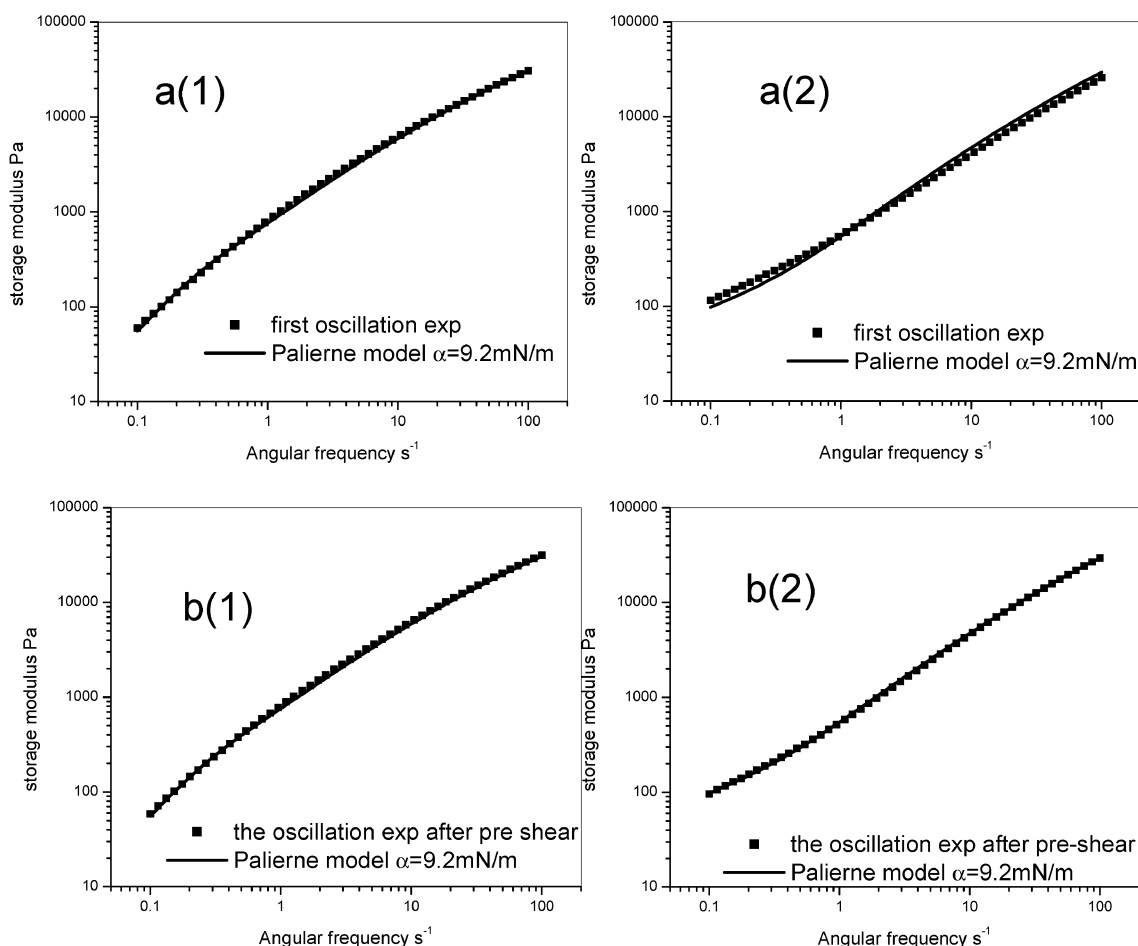 100000
10000
1000
100
10
storage modulus Pa
a(1)
first oscillation exp
Palierne model α=9.2mN/m
0.1 1 10 100
Angular frequency s⁻¹
100000
10000
1000
100
10
storage modulus Pa
a(2)
first oscillation exp
Palierne model α=9.2mN/m
0.1 1 10 100
Angular frequency s⁻¹
100000
10000
1000
100
10
storage modulus Pa
b(1)
the oscillation exp after pre shear
Palierne model α=9.2mN/m
0.1 1 10 100
Angular frequency s⁻¹
100000
10000
1000
100
10
storage modulus Pa
b(2)
the oscillation exp after pre-shear
Palierne model α=9.2mN/m
0.1 1 10 100
Angular frequency s⁻¹